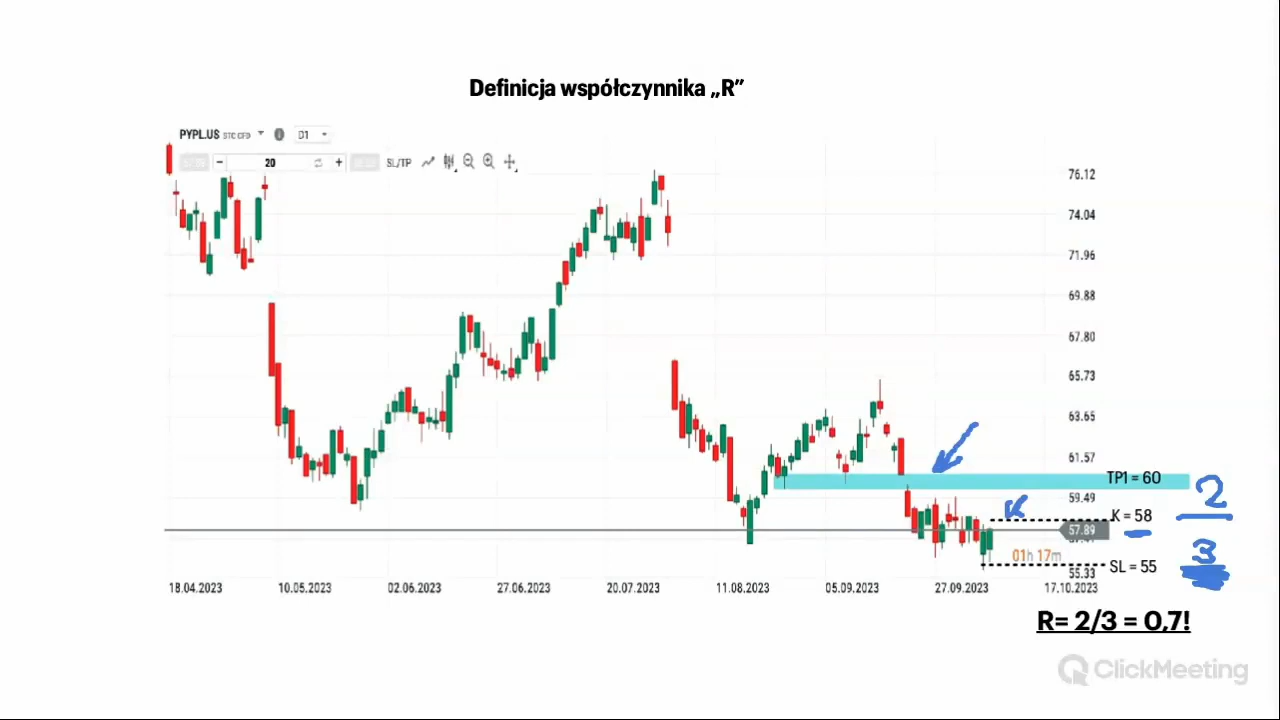 Definicja współczynnika „R”
PYPL.US STC CFD D1
20 SL/TP
76.12
74.04
71.96
69.88
67.80
65.73
63.65
61.57
TP1 = 60
59.49
2
K = 58
57.89
3
01h 17m
SL = 55
55.33
18.04.2023 10.05.2023 02.06.2023 27.06.2023 20.07.2023 11.08.2023 05.09.2023 27.09.2023 17.10.2023
R= 2/3 = 0,7!
ClickMeeting